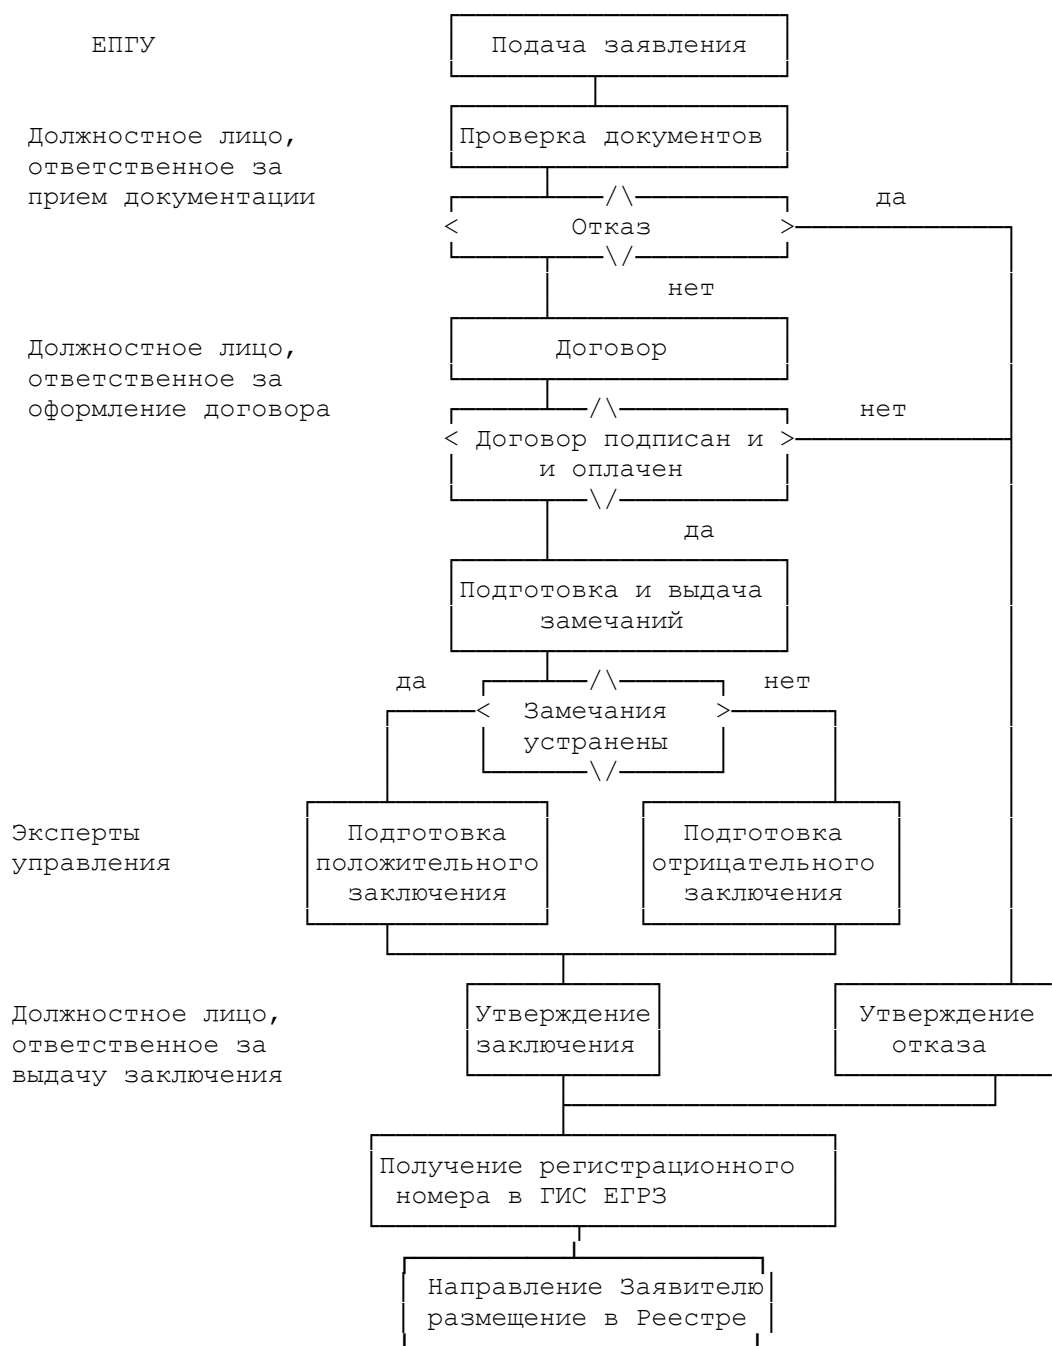 ЕПГУ
Подача заявления
Должностное лицо,
ответственное за
прием документации
Проверка документов
да
< Отказ >
нет
Должностное лицо,
ответственное за
оформление договора
Договор
нет
< Договор подписан и >
и оплачен
да
Подготовка и выдача
замечаний
да
нет
< Замечания >
устранены
Эксперты
управления
Подготовка
положительного
заключения
Подготовка
отрицательного
заключения
Должностное лицо,
ответственное за
выдачу заключения
Утверждение
заключения
Утверждение
отказа
Получение регистрационного
номера в ГИС ЕГРЗ
Направление Заявителю
размещение в Реестре